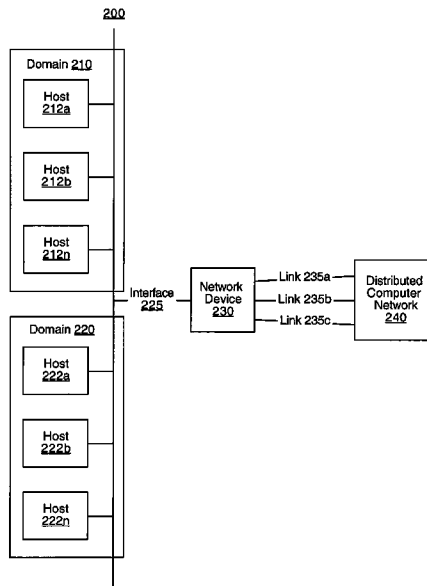 200
Domain 210
Host
212a
Host
212b
Host
212n
Interface
225
Network
Device
230
Link 235a
Link 235b
Link 235c
Distributed
Computer
Network
240
Domain 220
Host
222a
Host
222b
Host
222n